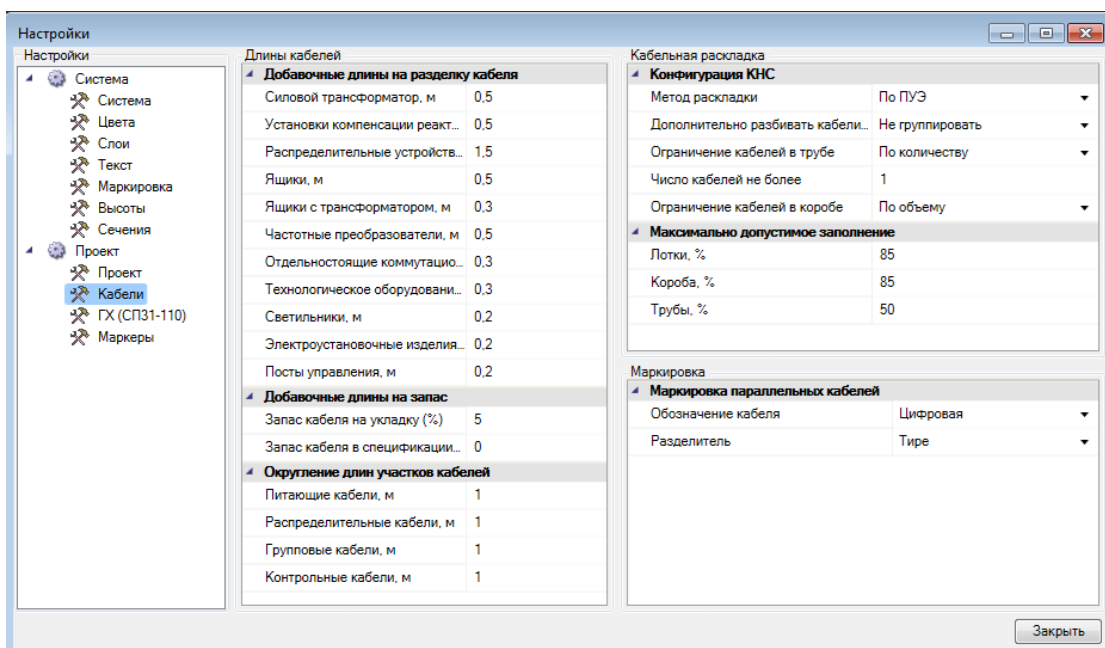 Настройки
Настройки
Система
Система
Цвета
Слои
Текст
Маркировка
Высоты
Сечения
Проект
Проект
Кабели
ГХ (СП31-110)
Маркеры
Длины кабелей
Добавочные длины на разделку кабеля
Силовой трансформатор, м 0,5
Установки компенсации реакт... 0,5
Распределительные устройств... 1,5
Ящики, м 0,5
Ящики с трансформатором, м 0,3
Частотные преобразователи, м 0,5
Отдельностоящие коммутацио... 0,3
Технологическое оборудовани... 0,3
Светильники, м 0,2
Электроустановочные изделия... 0,2
Посты управления, м 0,2
Добавочные длины на запас
Запас кабеля на укладку (%) 5
Запас кабеля в спецификации... 0
Округление длин участков кабелей
Питающие кабели, м 1
Распределительные кабели, м 1
Групповые кабели, м 1
Контрольные кабели, м 1
Кабельная раскладка
Конфигурация КНС
Метод раскладки По ПУЭ
Дополнительно разбивать кабели... Не группировать
Ограничение кабелей в трубе По количеству
Число кабелей не более 1
Ограничение кабелей в коробе По объему
Максимально допустимое заполнение
Лотки, % 85
Короба, % 85
Трубы, % 50
Маркировка
Маркировка параллельных кабелей
Обозначение кабеля Цифровая
Разделитель Тире
Закрыть